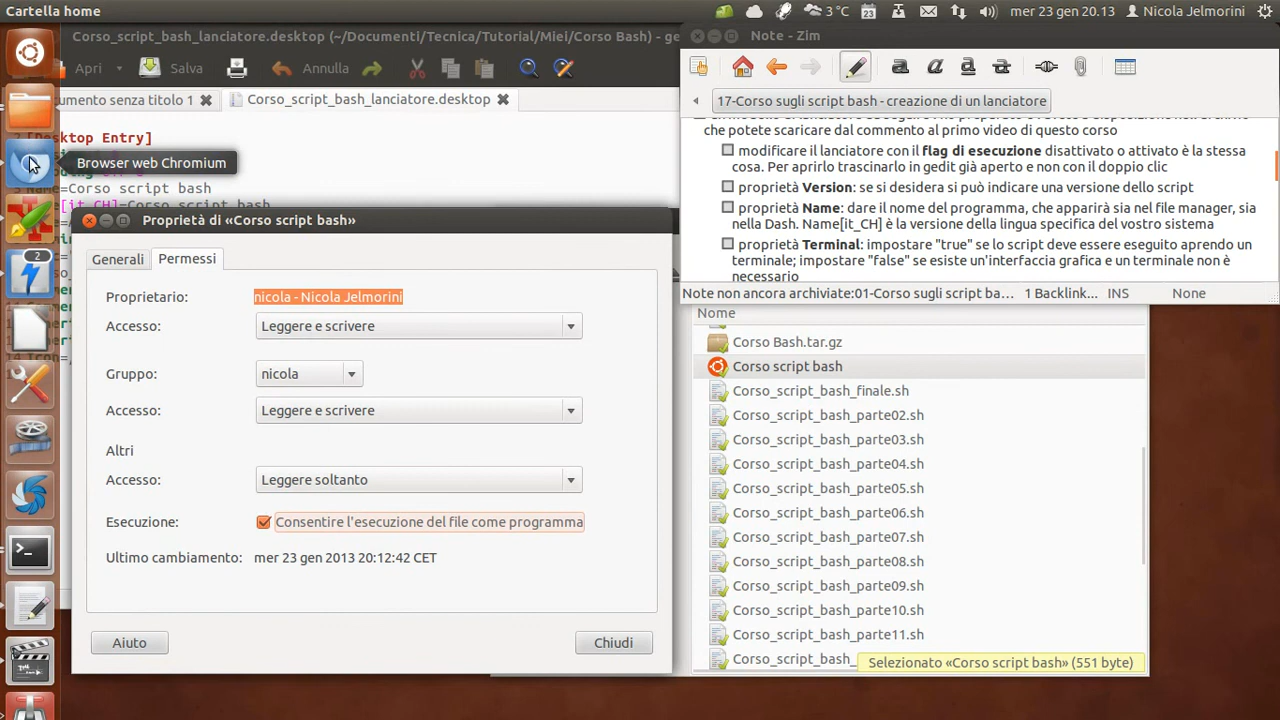 Cartella home
3 °C
mer 23 gen 20.13
Nicola Jelmorini
Corso_script_bash_lanciatore.desktop (~/Documenti/Tecnica/Tutorial/Miei/Corso Bash) - ge
Apri
Salva
Annulla
umento senza titolo 1
Corso_script_bash_lanciatore.desktop
[Desktop Entry]
Name=Corso script bash
Browser web Chromium
2
Proprietà di «Corso script bash»
Generali
Permessi
Proprietario:
nicola - Nicola Jelmorini
Accesso:
Leggere e scrivere
Gruppo:
nicola
Accesso:
Leggere e scrivere
Altri
Accesso:
Leggere soltanto
Esecuzione:
Consentire l'esecuzione del file come programma
Ultimo cambiamento:
mer 23 gen 2013 20:12:42 CET
Aiuto
Chiudi
Note - Zim
17-Corso sugli script bash - creazione di un lanciatore
che potete scaricare dal commento al primo video di questo corso
modificare il lanciatore con il flag di esecuzione disattivato o attivato è la stessa
cosa. Per aprirlo trascinarlo in gedit già aperto e non con il doppio clic
proprietà Version: se si desidera si può indicare una versione dello script
proprietà Name: dare il nome del programma, che apparirà sia nel file manager, sia
nella Dash. Name[it_CH] è la versione della lingua specifica del vostro sistema
proprietà Terminal: impostare "true" se lo script deve essere eseguito aprendo un
terminale; impostare "false" se esiste un'interfaccia grafica e un terminale non è
necessario
Note non ancora archiviate:01-Corso sugli script ba...
1 Backlink...
INS
None
Nome
Corso Bash.tar.gz
Corso script bash
Corso_script_bash_finale.sh
Corso_script_bash_parte02.sh
Corso_script_bash_parte03.sh
Corso_script_bash_parte04.sh
Corso_script_bash_parte05.sh
Corso_script_bash_parte06.sh
Corso_script_bash_parte07.sh
Corso_script_bash_parte08.sh
Corso_script_bash_parte09.sh
Corso_script_bash_parte10.sh
Corso_script_bash_parte11.sh
Corso_script_bash_
Selezionato «Corso script bash» (551 byte)